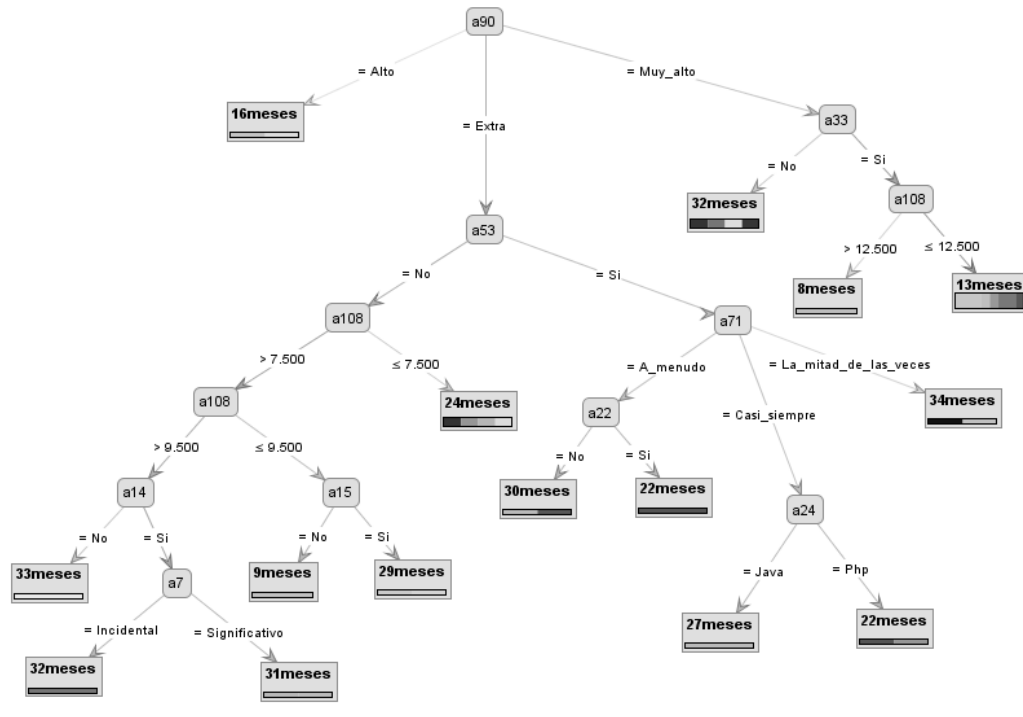 a90
= Alto
= Muy_alto
16meses
= Extra
a33
= No
= Si
32meses
a108
a53
> 12.500
≤ 12.500
= No
= Si
8meses
13meses
a108
a71
> 7.500
≤ 7.500
= A_menudo
= La_mitad_de_las_veces
a108
24meses
a22
= Casi_siempre
34meses
> 9.500
≤ 9.500
= No
= Si
a14
a15
30meses
22meses
a24
= No
= Si
= No
= Si
33meses
a7
9meses
29meses
= Java
= Php
= Incidental
= Significativo
27meses
22meses
32meses
31meses